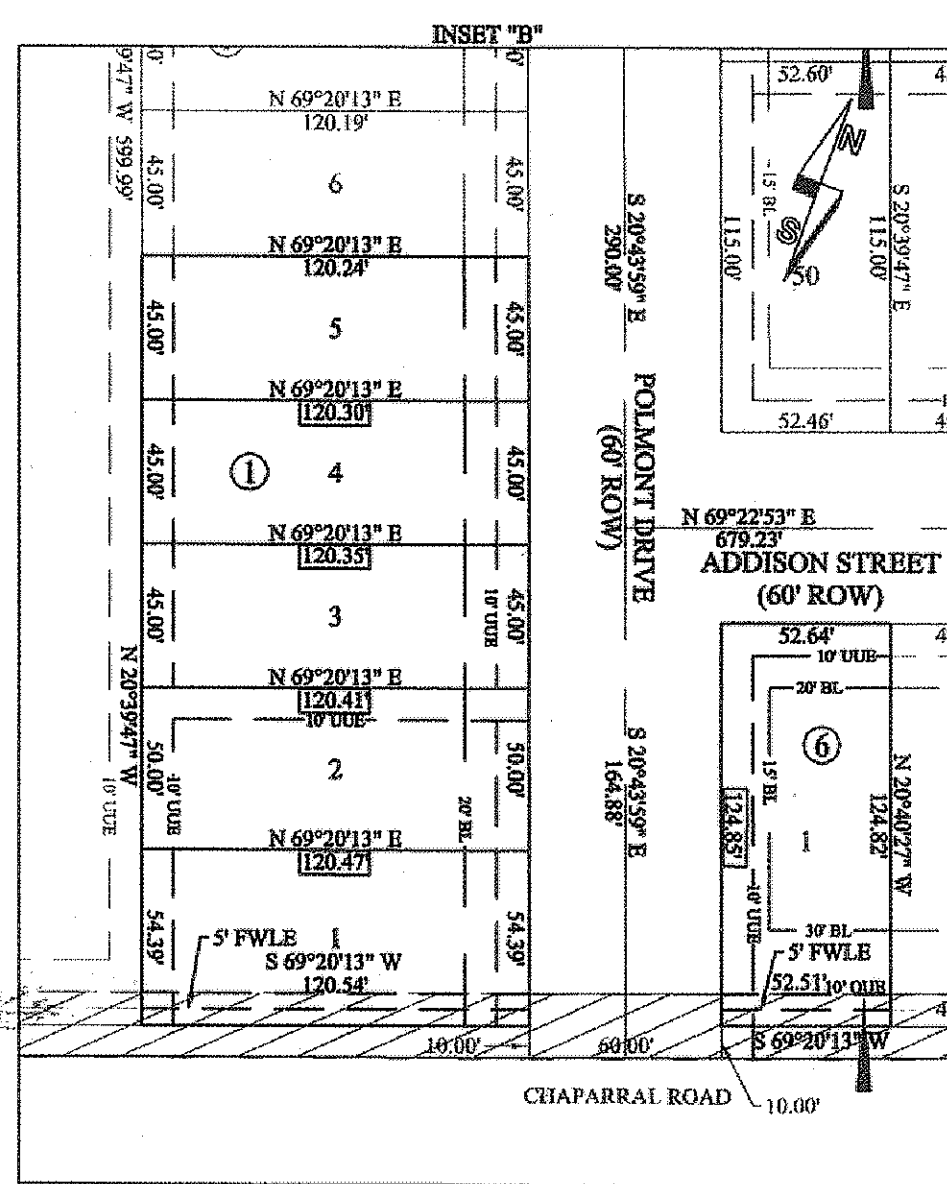 INSET "B"
9'47" W 599.99'
0'
0'
N 69°20'13" E
120.19'
45.00'
6
45.00'
N 69°20'13" E
120.24'
45.00'
5
45.00'
N 69°20'13" E
120.30'
45.00'
1
4
45.00'
N 69°20'13" E
120.35'
45.00'
3
10' UUE
45.00'
N 20°39'47" W
N 69°20'13" E
120.41'
10' UUE
10' UUE
50.00'
10' UUE
2
20' BL
50.00'
N 69°20'13" E
120.47'
54.39'
5' FWLE
1
54.39'
S 69°20'13" W
120.54'
10.00'
S 20°43'59" E
290.00'
POLMONT DRIVE
(60' ROW)
S 20°43'59" E
164.88'
60.00'
52.60'
4
N
S
15' BL
115.00'
50
115.00'
S 20°39'47" E
52.46'
4
N 69°22'53" E
679.23'
ADDISON STREET
(60' ROW)
52.64'
4
10' UUE
20' BL
6
15' BL
124.85'
1
124.82'
N 20°40'27" W
10' UUE
30' BL
5' FWLE
52.51'
10' OUE
4
S 69°20'13" W
CHAPARRAL ROAD
10.00'